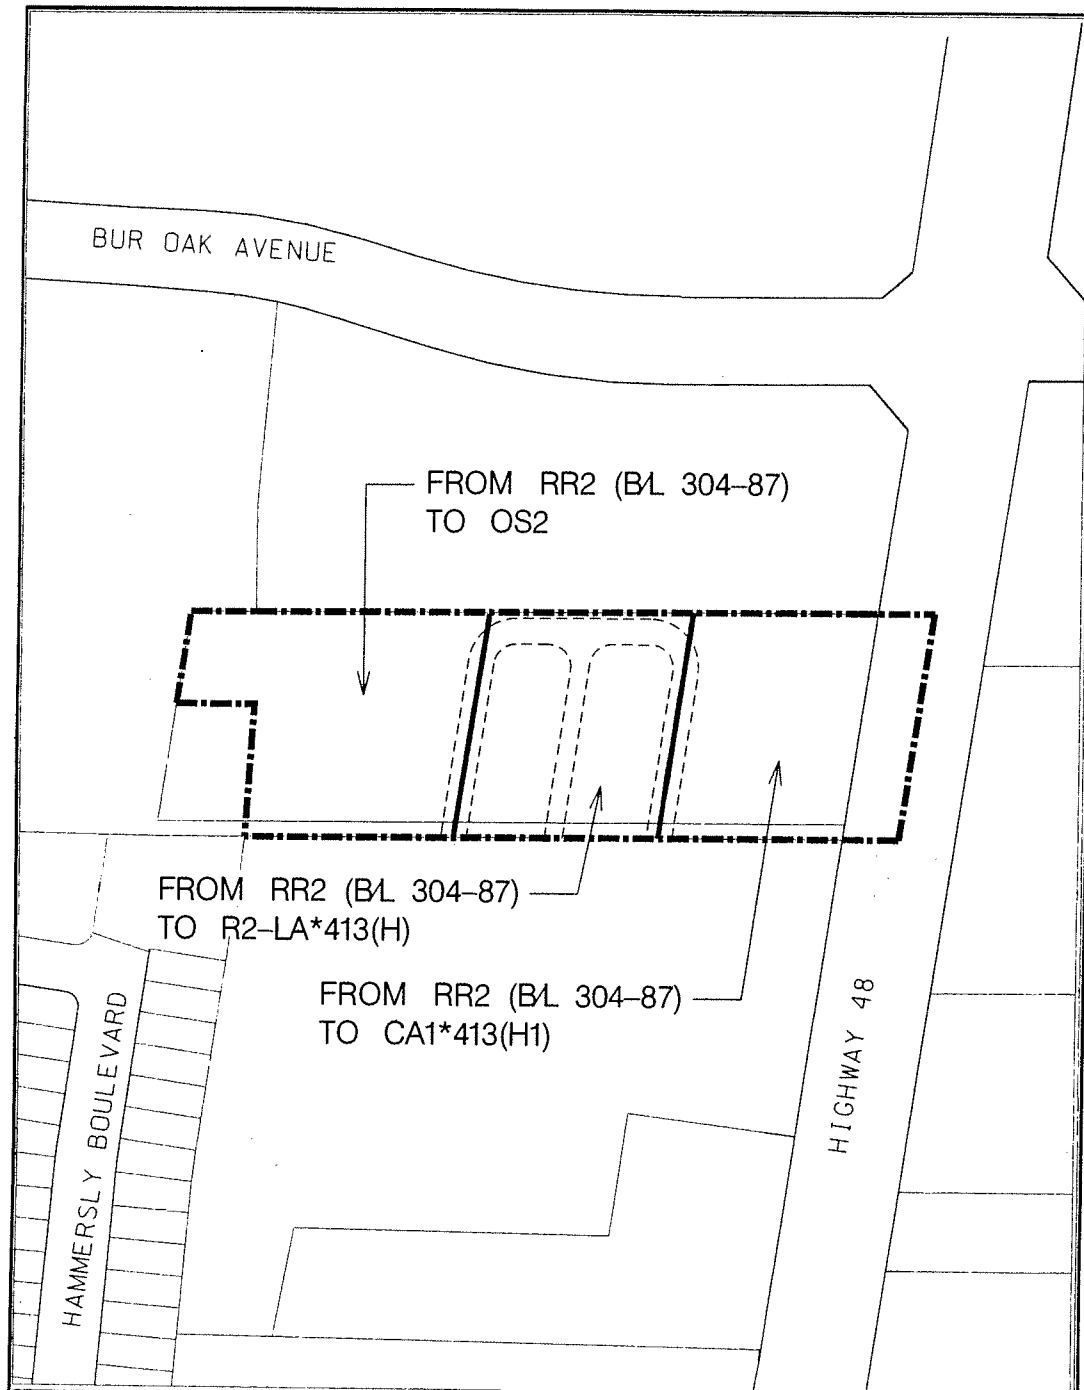 BUR OAK AVENUE
FROM RR2 (B/L 304-87)
TO OS2
FROM RR2 (B/L 304-87)
TO R2-LA*413(H)
FROM RR2 (B/L 304-87)
TO CA1*413(H1)
HIGHWAY 48
HAMMERSLY BOULEVARD